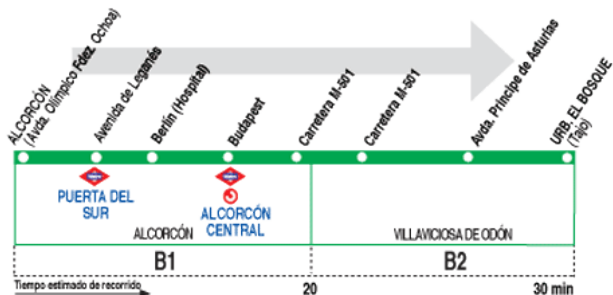 ALCORCÓN
(Avda. Olímpico Fdez. Ochoa)
Avenida de Leganés
Berlín (Hospital)
Budapest
Carretera M-501
Carretera M-501
Avda. Príncipe de Asturias
URB. EL BOSQUE
(Tajo)
PUERTA DEL
SUR
ALCORCÓN
CENTRAL
ALCORCÓN
VILLAVICIOSA DE ODÓN
B1
B2
Tiempo estimado de recorrido
20
30 min